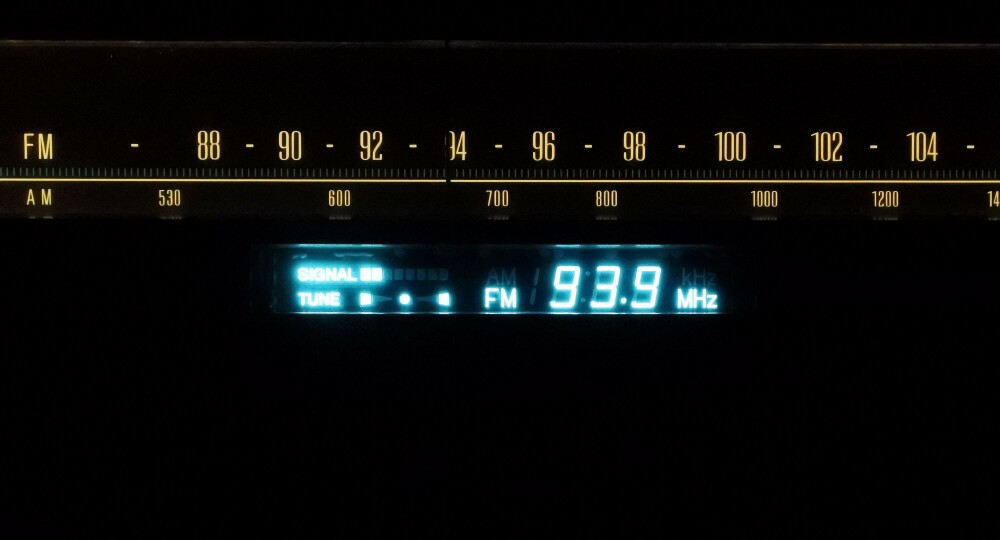 FM - 88 - 90 - 92 - 94 - 96 - 98 - 100 - 102 - 104 -
AM 530 600 700 800 1000 1200
SIGNAL AM 93.9 kHz
TUNE FM MHz